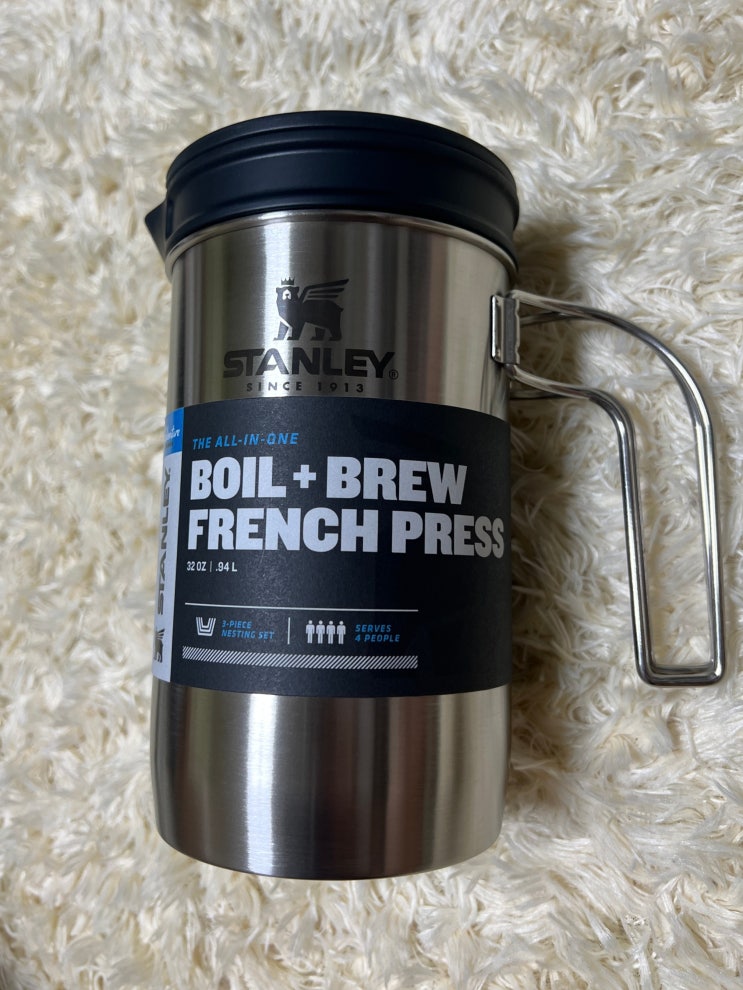 STANLEY®
SINCE 1913
THE ALL-IN-ONE
BOIL + BREW
FRENCH PRESS
32 OZ | .94 L
3-PIECE
NESTING SET
SERVES
4 PEOPLE
STANLEY